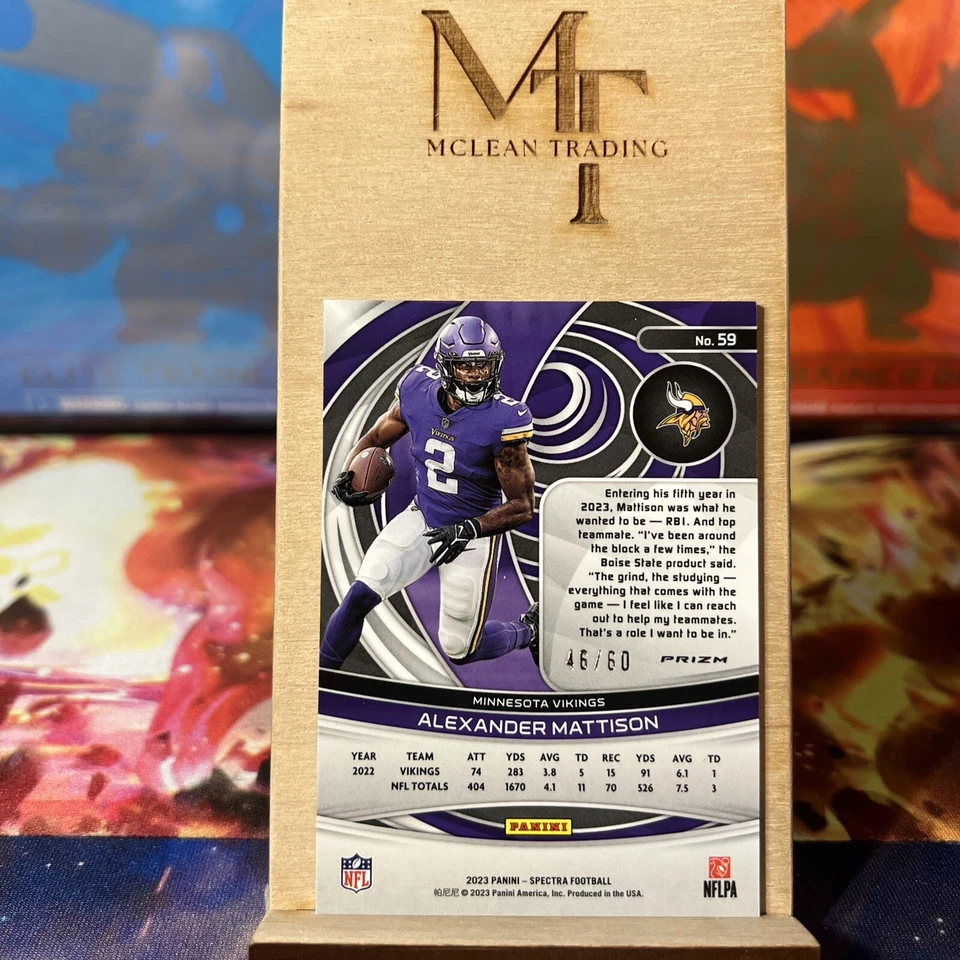 MT
MCLEAN TRADING
No. 59
2
VIKINGS
2
Entering his fifth year in
2023, Mattison was what he
wanted to be — RB1. And top
teammate. “I’ve been around
the block a few times,” the
Boise State product said.
“The grind, the studying —
everything that comes with the
game — I feel like I can reach
out to help my teammates.
That’s a role I want to be in.”
46/60 PRIZM
MINNESOTA VIKINGS
ALEXANDER MATTISON
YEAR TEAM ATT YDS AVG TD REC YDS AVG TD
2022 VIKINGS 74 283 3.8 5 15 91 6.1 1
NFL TOTALS 404 1670 4.1 11 70 526 7.5 3
PANINI
NFL
NFLPA
2023 PANINI – SPECTRA FOOTBALL
帕尼尼 © 2023 Panini America, Inc. Produced in the USA.